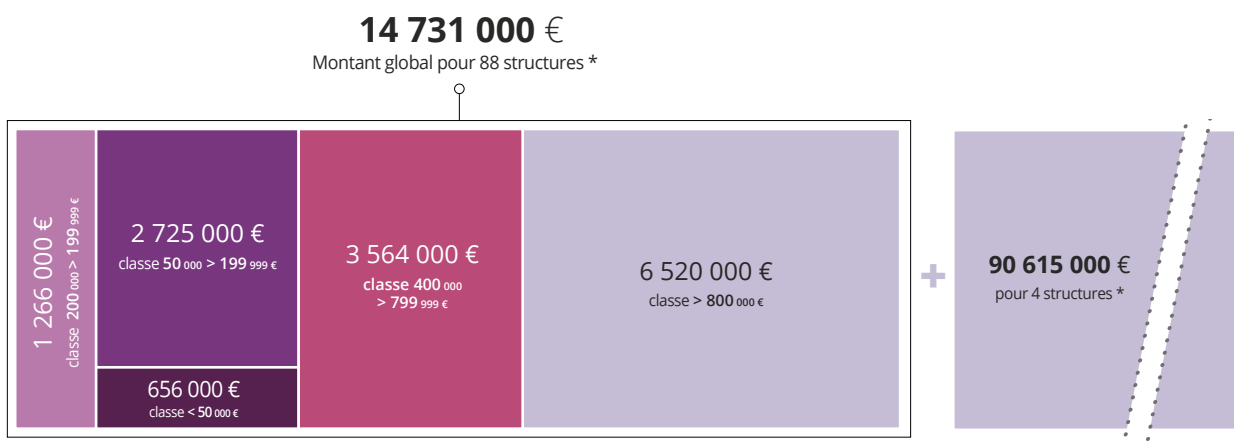 14 731 000 €
Montant global pour 88 structures *
1 266 000 €
classe 200 000 > 199 999 €
2 725 000 €
classe 50 000 > 199 999 €
656 000 €
classe < 50 000 €
3 564 000 €
classe 400 000
> 799 999 €
6 520 000 €
classe > 800 000 €
+
90 615 000 €
pour 4 structures *